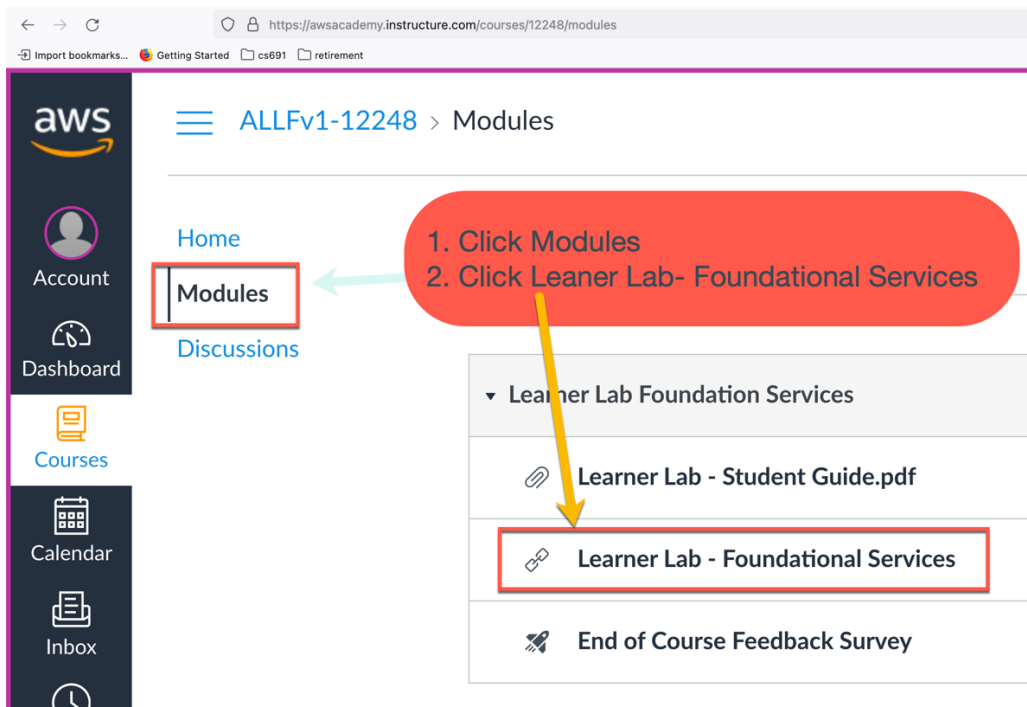 https://awsacademy.instructure.com/courses/12248/modules
Import bookmarks... Getting Started cs691 retirement
aws
ALLFv1-12248 > Modules
Account
Dashboard
Courses
Calendar
Inbox
Home
Modules
Discussions
1. Click Modules
2. Click Leaner Lab- Foundational Services
Learner Lab Foundation Services
Learner Lab - Student Guide.pdf
Learner Lab - Foundational Services
End of Course Feedback Survey